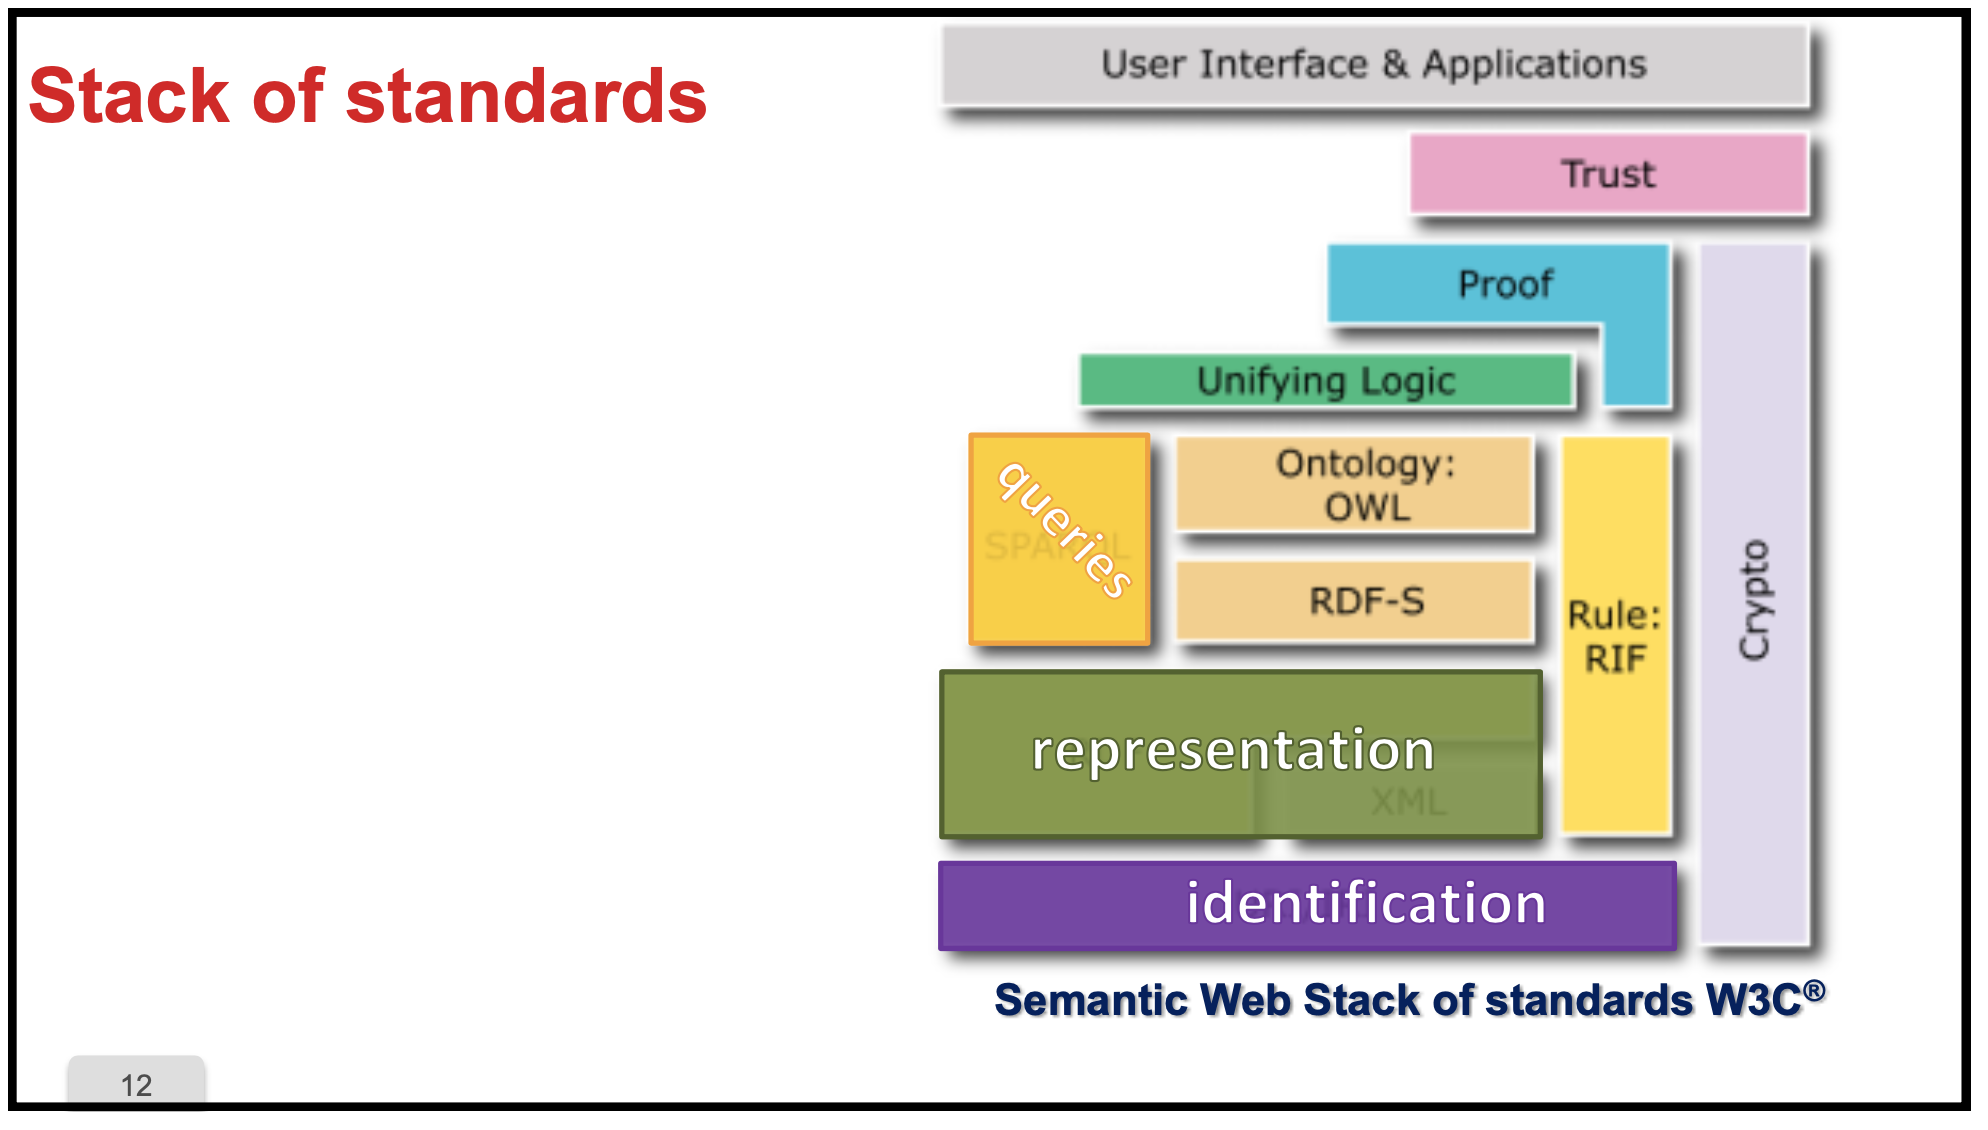 Stack of standards
User Interface & Applications
Trust
Proof
Unifying Logic
queries
Ontology:
OWL
RDF-S
Rule:
RIF
Crypto
representation
XML
identification
Semantic Web Stack of standards W3C®
12